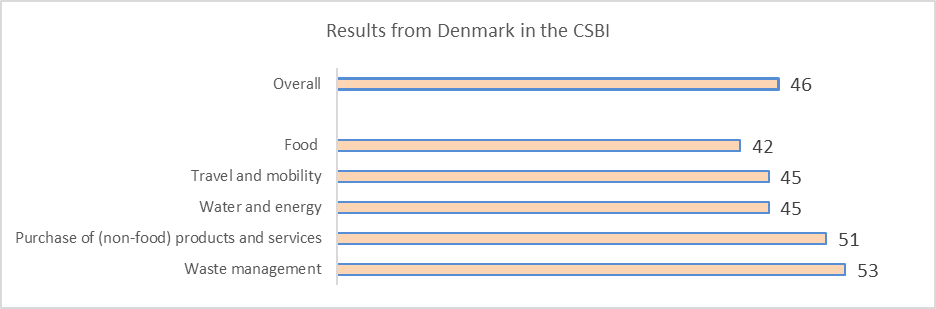 Results from Denmark in the CSBI
Overall 46
Food 42
Travel and mobility 45
Water and energy 45
Purchase of (non-food) products and services 51
Waste management 53